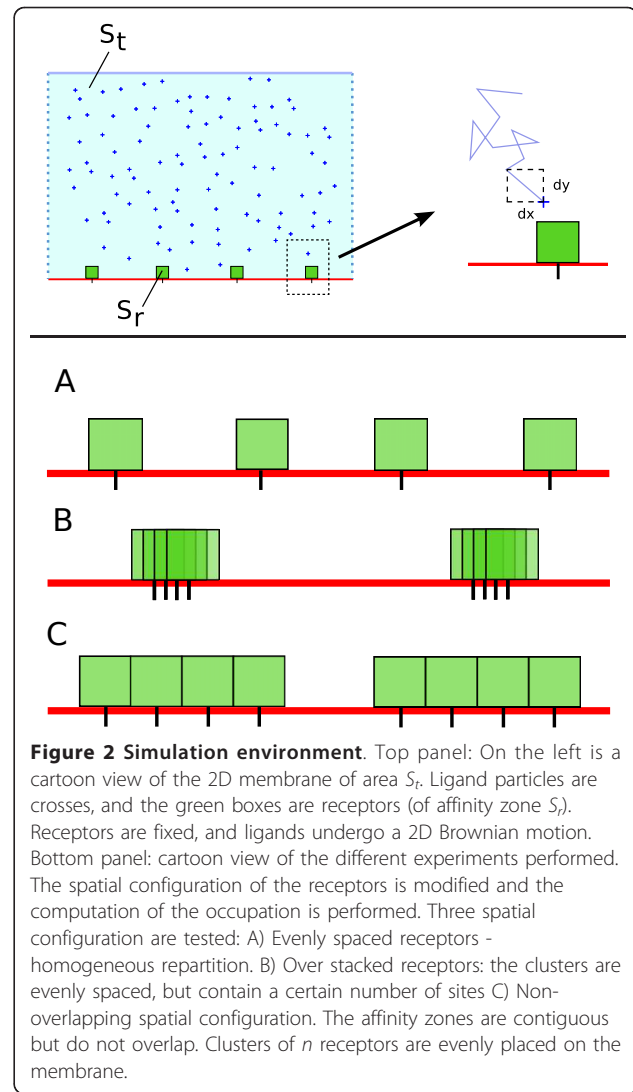 St
Sr
dy
dx
A
B
C
Figure 2 Simulation environment. Top panel: On the left is a
cartoon view of the 2D membrane of area St. Ligand particles are
crosses, and the green boxes are receptors (of affinity zone Sr).
Receptors are fixed, and ligands undergo a 2D Brownian motion.
Bottom panel: cartoon view of the different experiments performed.
The spatial configuration of the receptors is modified and the
computation of the occupation is performed. Three spatial
configuration are tested: A) Evenly spaced receptors -
homogeneous repartition. B) Over stacked receptors: the clusters are
evenly spaced, but contain a certain number of sites C) Non-
overlapping spatial configuration. The affinity zones are contiguous
but do not overlap. Clusters of n receptors are evenly placed on the
membrane.